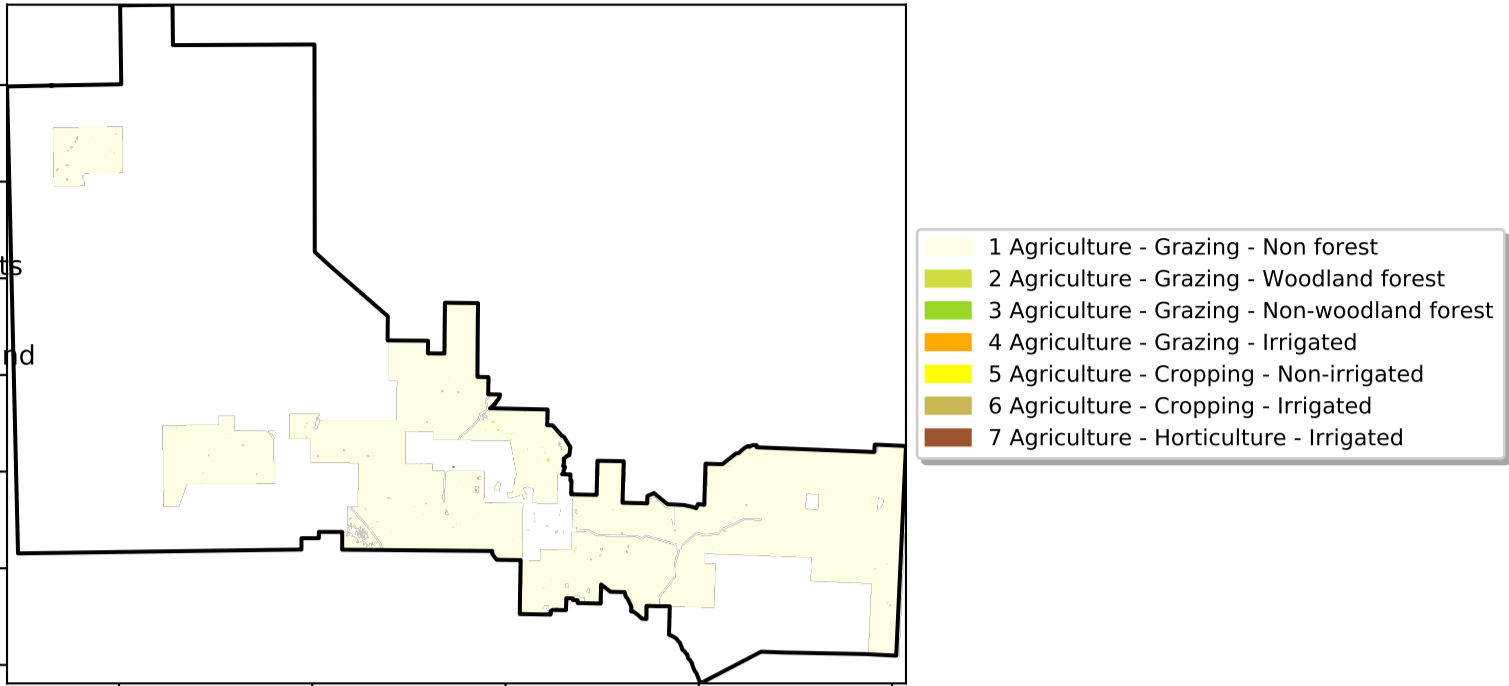 ts
nd
1 Agriculture - Grazing - Non forest
2 Agriculture - Grazing - Woodland forest
3 Agriculture - Grazing - Non-woodland forest
4 Agriculture - Grazing - Irrigated
5 Agriculture - Cropping - Non-irrigated
6 Agriculture - Cropping - Irrigated
7 Agriculture - Horticulture - Irrigated